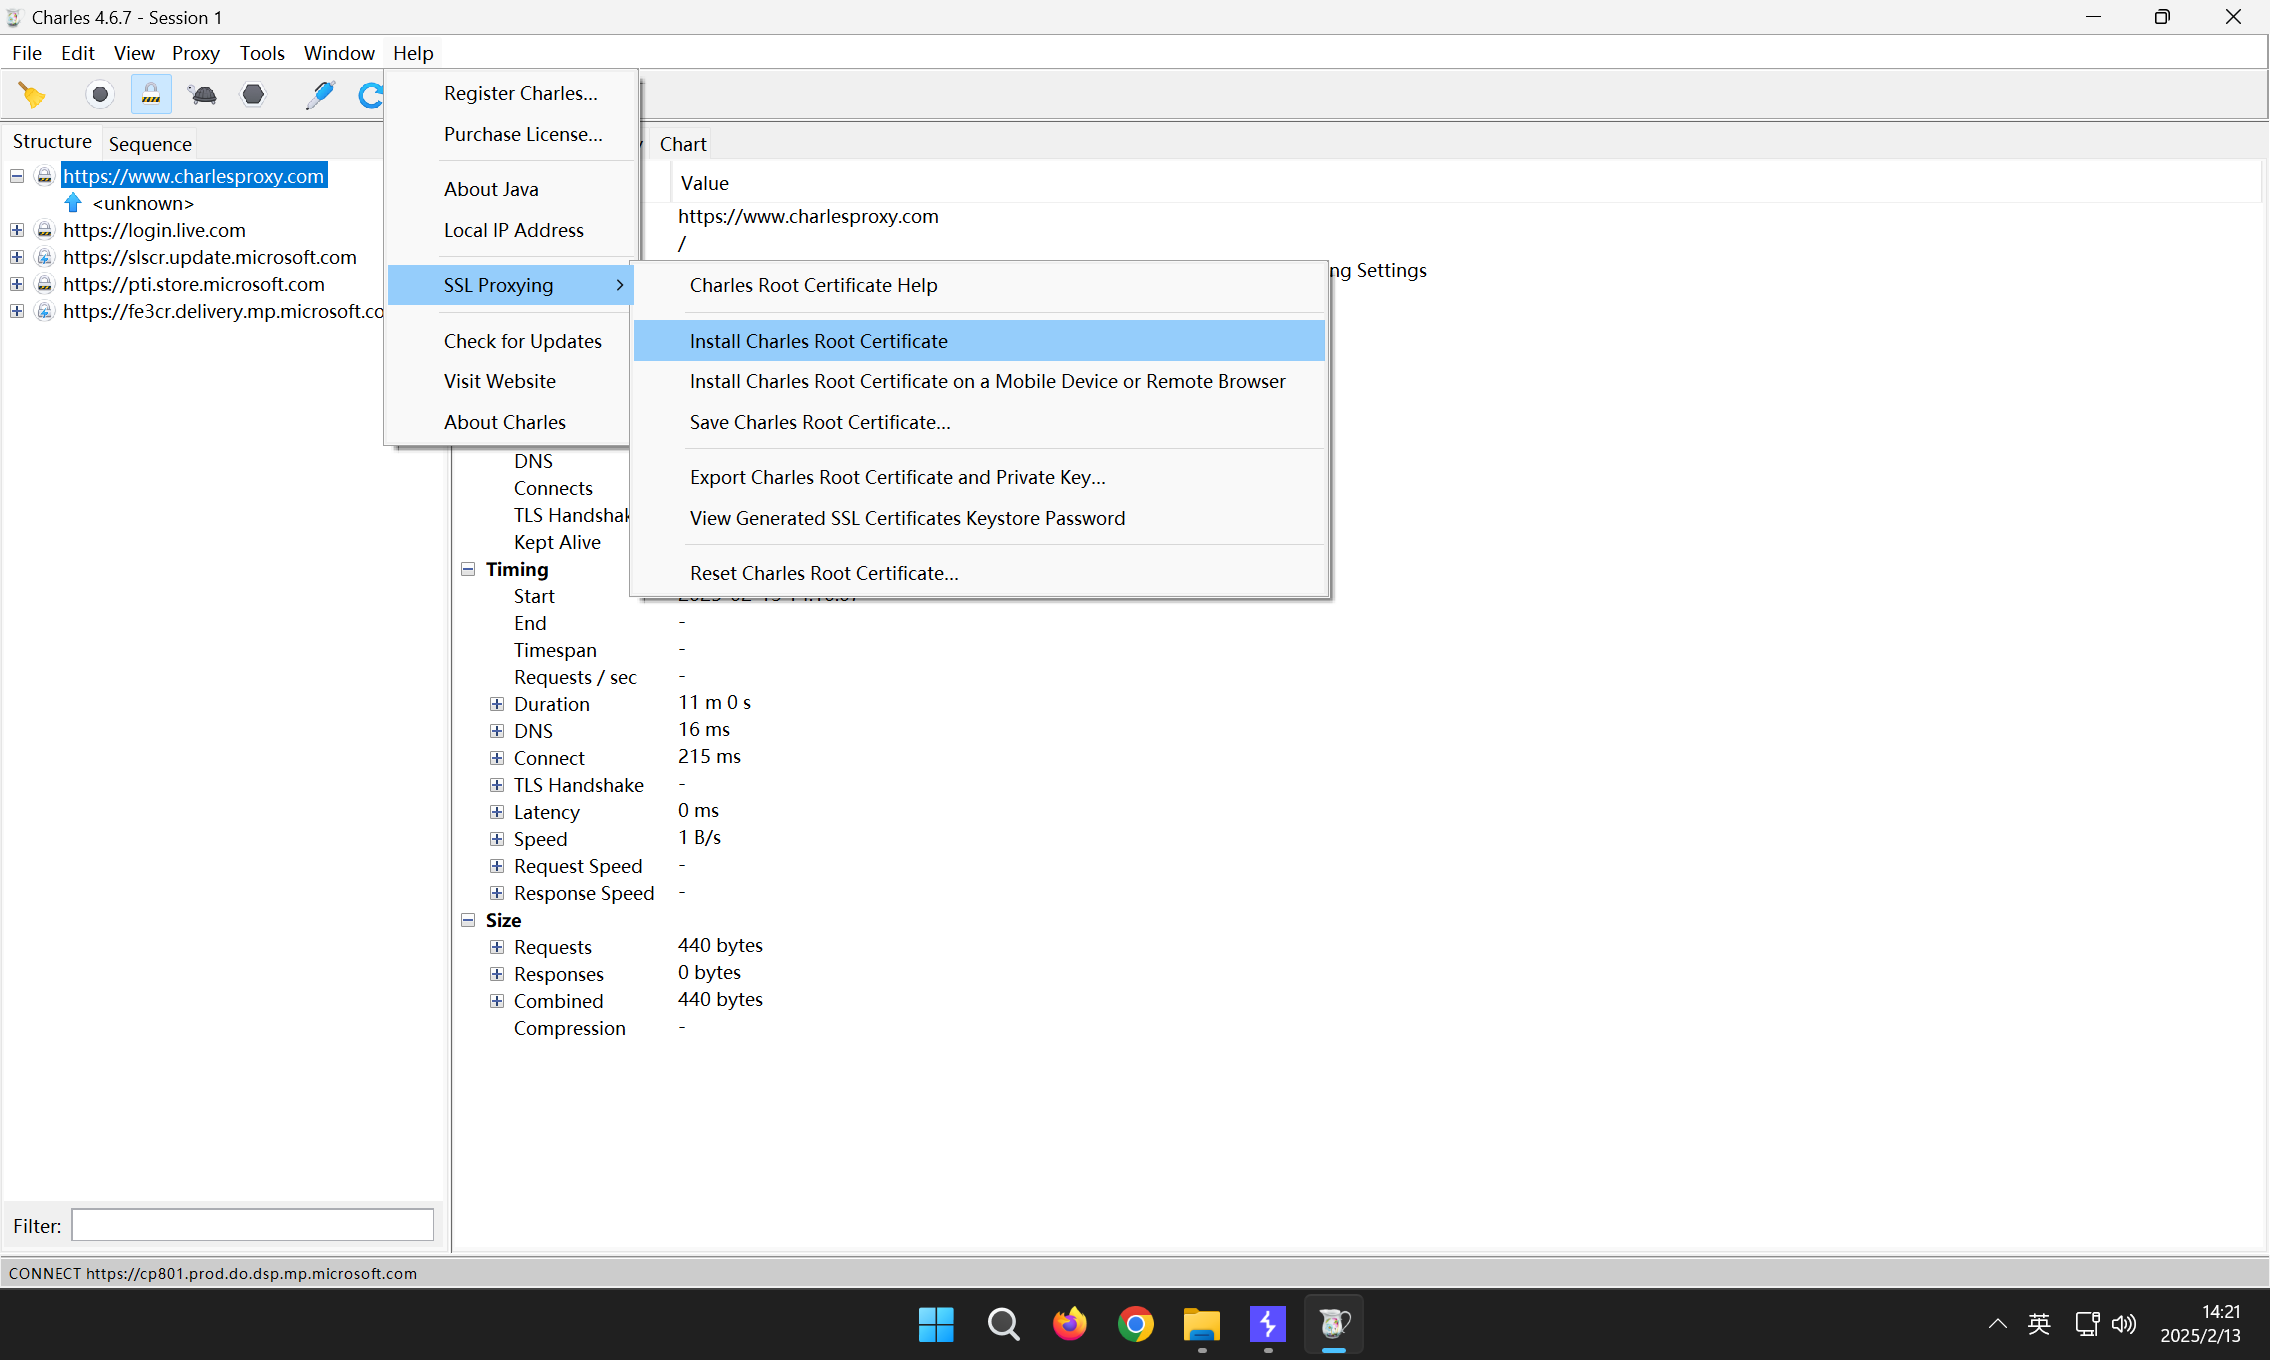 Charles 4.6.7 - Session 1
File Edit View Proxy Tools Window Help
Structure Sequence
https://www.charlesproxy.com
<unknown>
https://login.live.com
https://slscr.update.microsoft.com
https://pti.store.microsoft.com
https://fe3cr.delivery.mp.microsoft.co
Filter:
Register Charles...
Purchase License...
About Java
Local IP Address
SSL Proxying
Check for Updates
Visit Website
About Charles
Charles Root Certificate Help
Install Charles Root Certificate
Install Charles Root Certificate on a Mobile Device or Remote Browser
Save Charles Root Certificate...
Export Charles Root Certificate and Private Key...
View Generated SSL Certificates Keystore Password
Reset Charles Root Certificate...
Chart
Value
https://www.charlesproxy.com
/
ng Settings
DNS
Connects
TLS Handshak
Kept Alive
Timing
Start
End -
Timespan -
Requests / sec -
Duration 11 m 0 s
DNS 16 ms
Connect 215 ms
TLS Handshake -
Latency 0 ms
Speed 1 B/s
Request Speed -
Response Speed -
Size
Requests 440 bytes
Responses 0 bytes
Combined 440 bytes
Compression -
CONNECT https://cp801.prod.do.dsp.mp.microsoft.com
英
14:21
2025/2/13